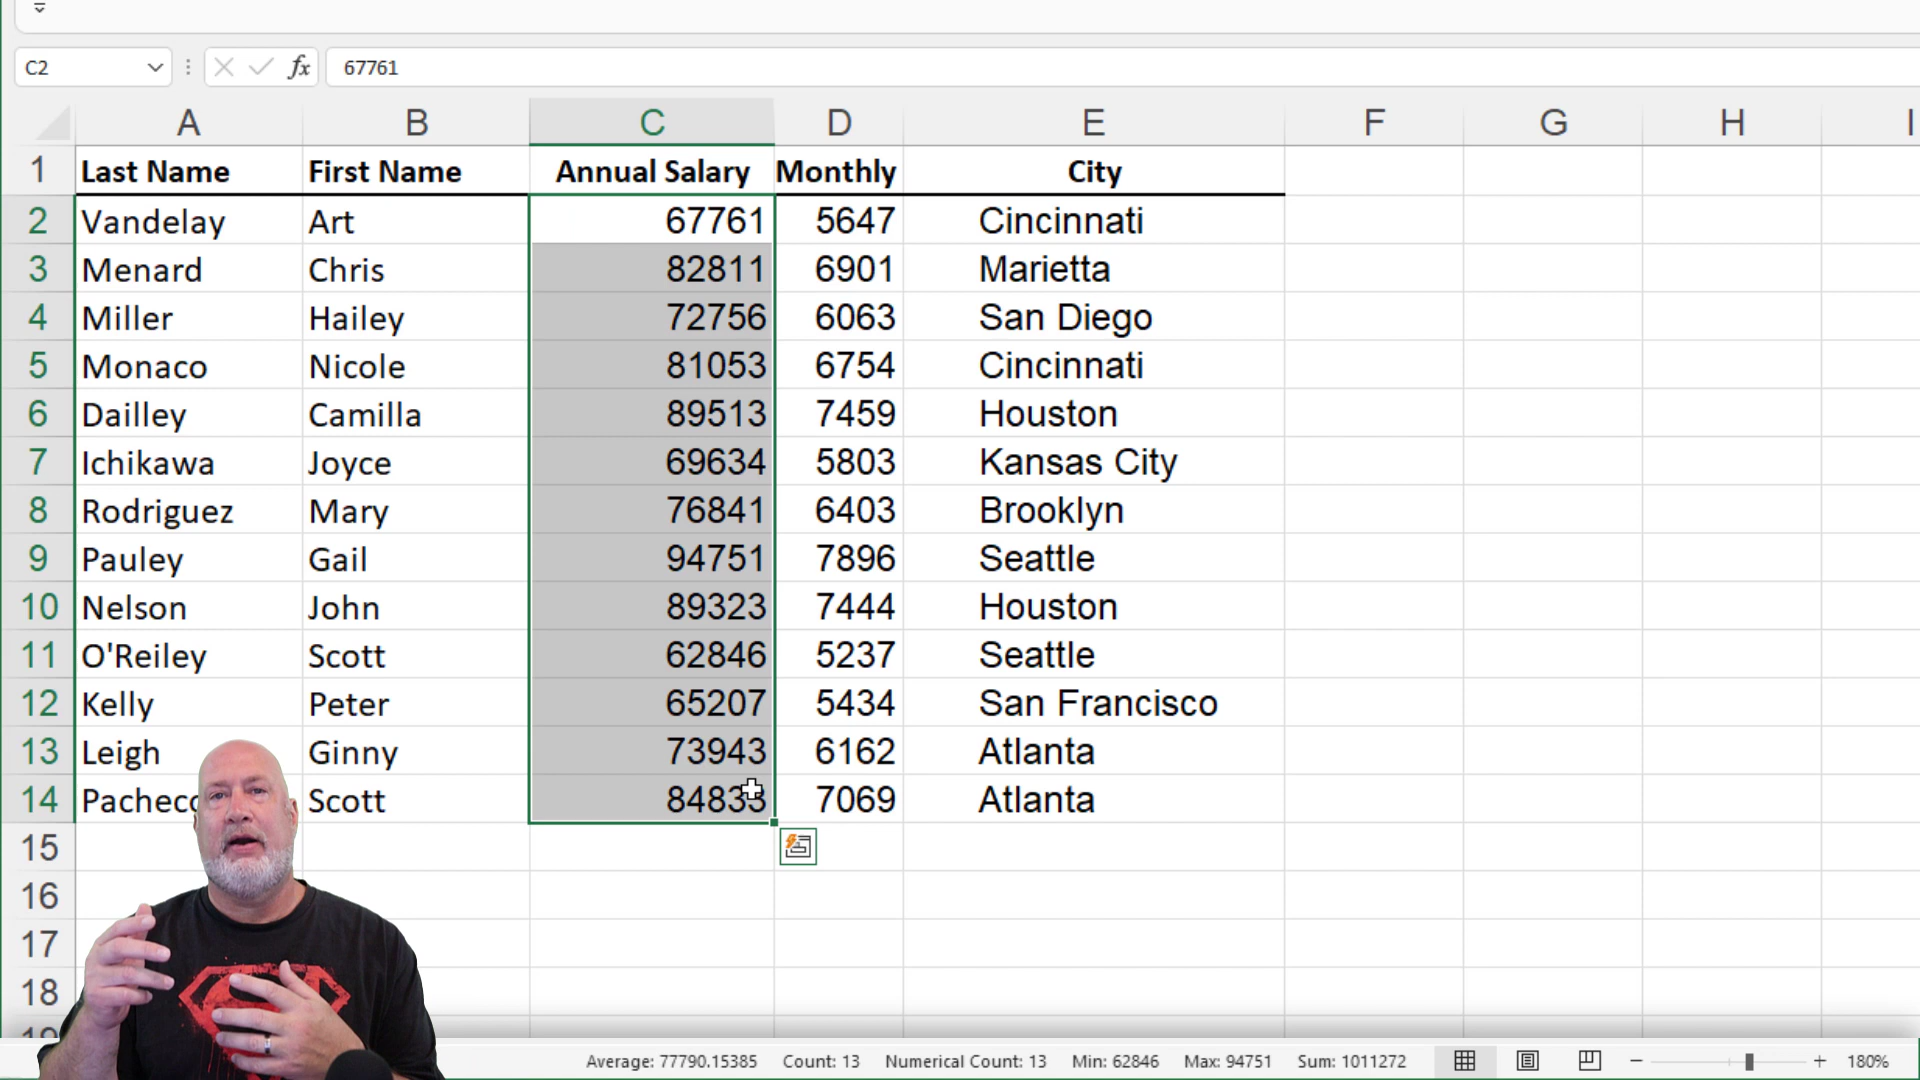 C2 fx 67761
A B C D E F G H I
1 Last Name First Name Annual Salary Monthly City
2 Vandelay Art 67761 5647 Cincinnati
3 Menard Chris 82811 6901 Marietta
4 Miller Hailey 72756 6063 San Diego
5 Monaco Nicole 81053 6754 Cincinnati
6 Dailley Camilla 89513 7459 Houston
7 Ichikawa Joyce 69634 5803 Kansas City
8 Rodriguez Mary 76841 6403 Brooklyn
9 Pauley Gail 94751 7896 Seattle
10 Nelson John 89323 7444 Houston
11 O'Reiley Scott 62846 5237 Seattle
12 Kelly Peter 65207 5434 San Francisco
13 Leigh Ginny 73943 6162 Atlanta
14 Pacheco Scott 84833 7069 Atlanta
15
16
17
18
19
Average: 77790.15385 Count: 13 Numerical Count: 13 Min: 62846 Max: 94751 Sum: 1011272 180%